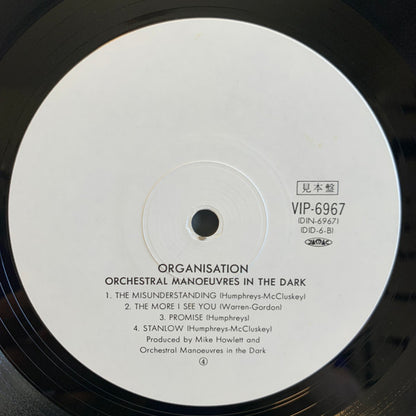 見本盤
VIP-6967
(DIN-6967)
(DID-6-B)
JASRAC
ORGANISATION
ORCHESTRAL MANOEUVRES IN THE DARK
1. THE MISUNDERSTANDING (Humphreys-McCluskey)
2. THE MORE I SEE YOU (Warren-Gordon)
3. PROMISE (Humphreys)
4. STANLOW (Humphreys-McCluskey)
Produced by Mike Howlett and
Orchestral Manoeuvres in the Dark
④